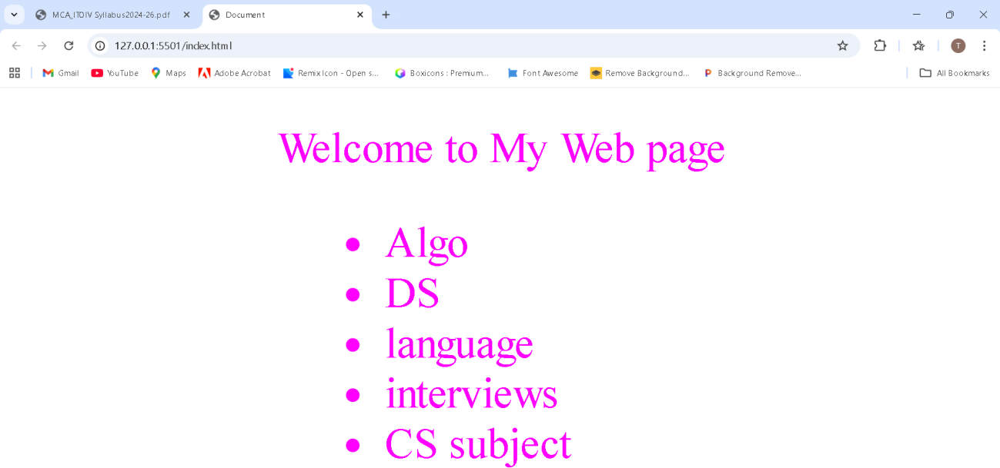 MCA_ITOIV Syllabus2024-26.pdf
Document
127.0.0.1:5501/index.html
T
Gmail
YouTube
Maps
Adobe Acrobat
Remix Icon - Open s...
Boxicons : Premium...
Font Awesome
Remove Background...
Background Remove...
All Bookmarks
Welcome to My Web page
• Algo
• DS
• language
• interviews
• CS subject